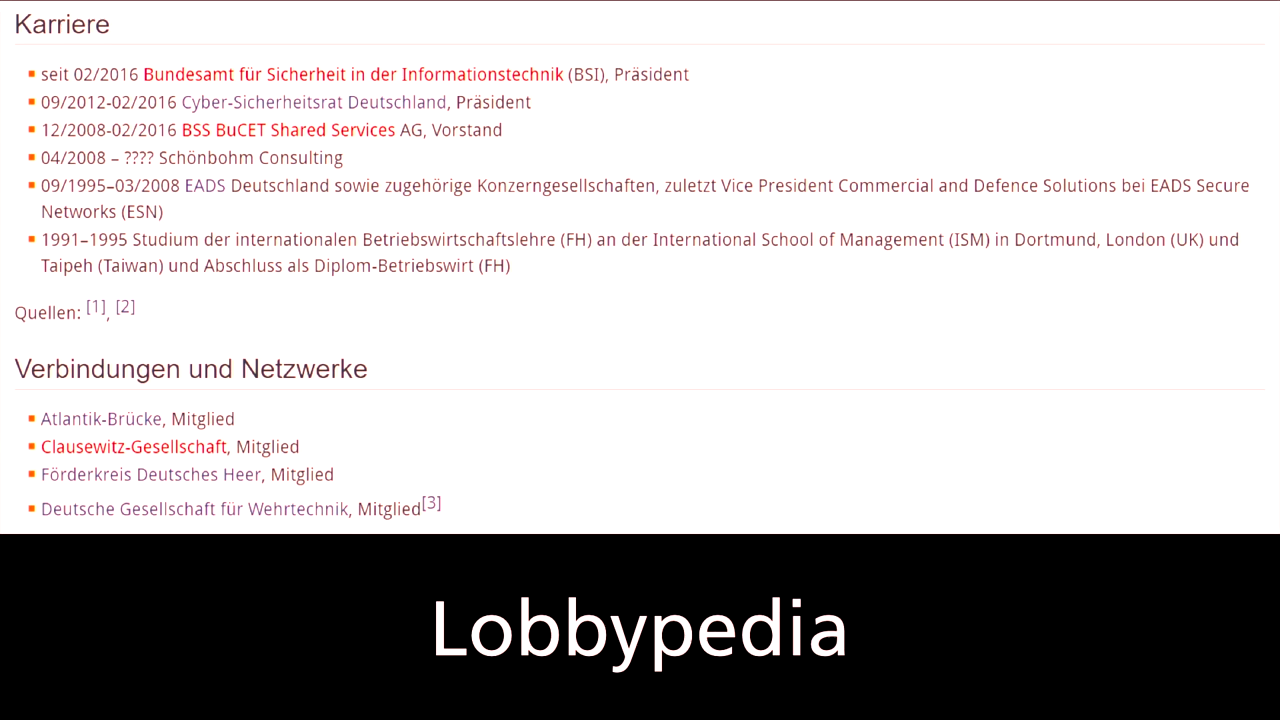 Karriere
seit 02/2016 Bundesamt für Sicherheit in der Informationstechnik (BSI), Präsident
09/2012-02/2016 Cyber-Sicherheitsrat Deutschland, Präsident
12/2008-02/2016 BSS BuCET Shared Services AG, Vorstand
04/2008 – ???? Schönbohm Consulting
09/1995–03/2008 EADS Deutschland sowie zugehörige Konzerngesellschaften, zuletzt Vice President Commercial and Defence Solutions bei EADS Secure
Networks (ESN)
1991–1995 Studium der internationalen Betriebswirtschaftslehre (FH) an der International School of Management (ISM) in Dortmund, London (UK) und
Taipeh (Taiwan) und Abschluss als Diplom-Betriebswirt (FH)
Quellen: [1], [2]
Verbindungen und Netzwerke
Atlantik-Brücke, Mitglied
Clausewitz-Gesellschaft, Mitglied
Förderkreis Deutsches Heer, Mitglied
Deutsche Gesellschaft für Wehrtechnik, Mitglied[3]
Lobbypedia